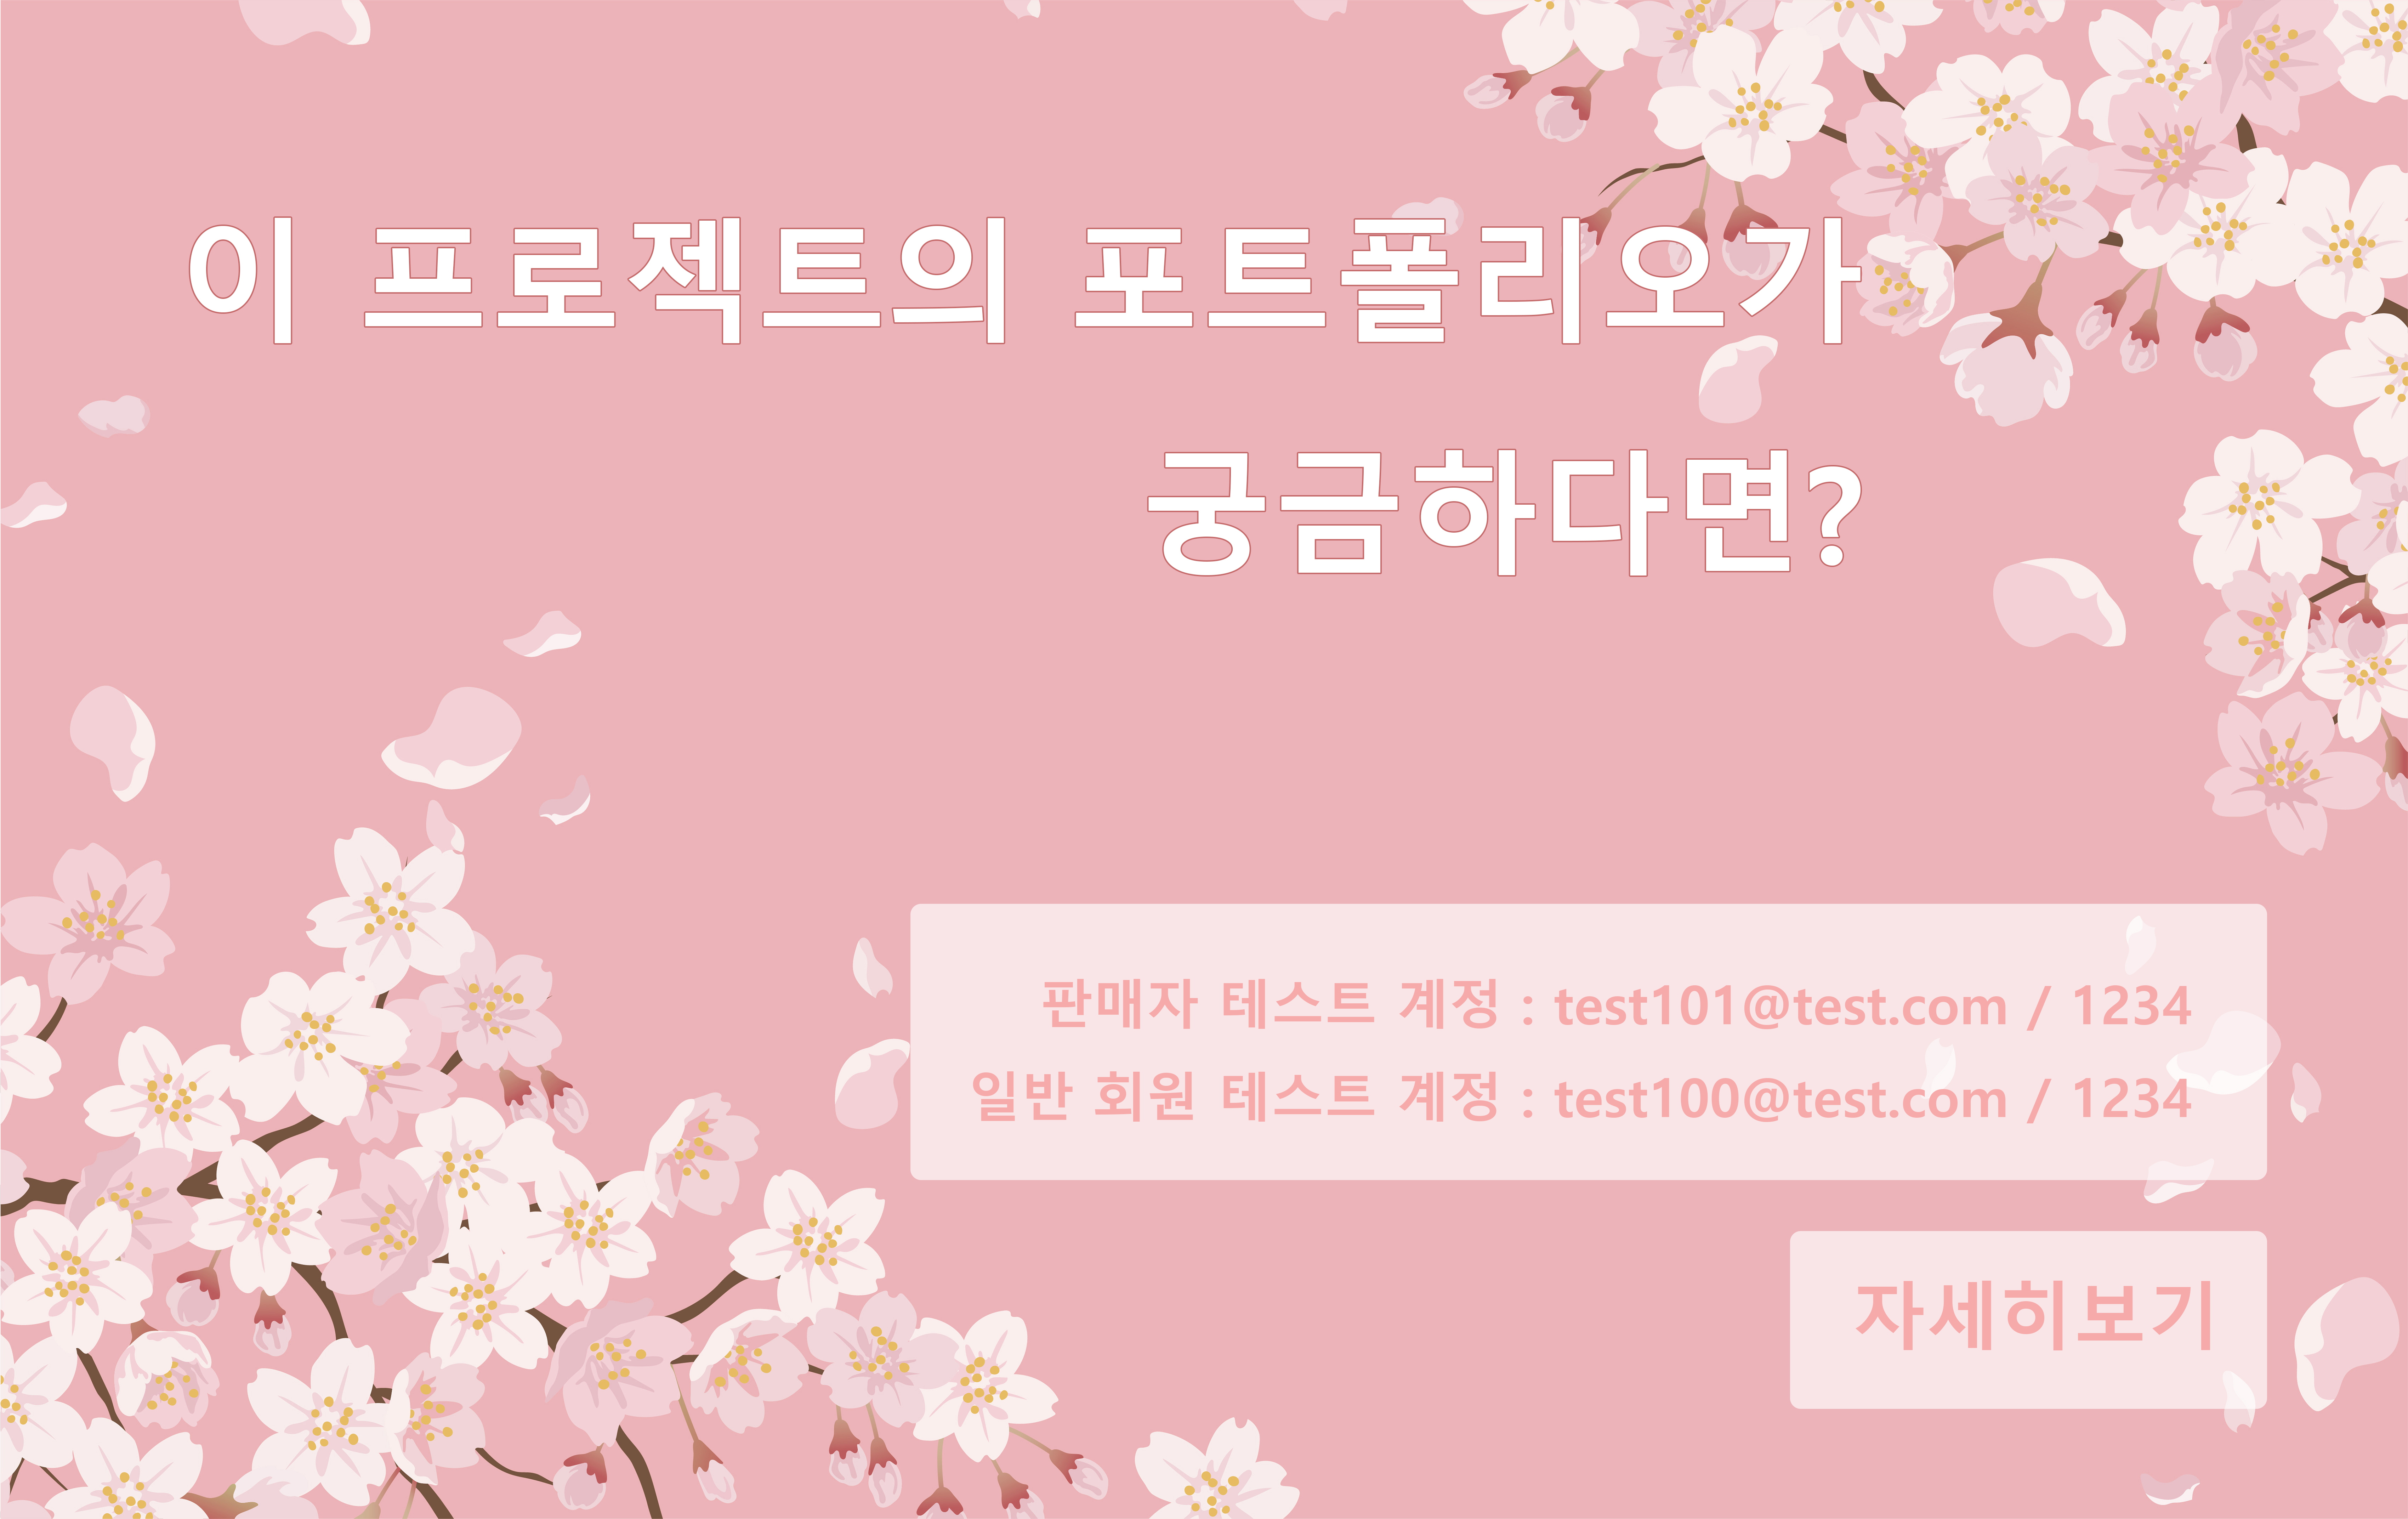 이 프로젝트의 포트폴리오가
궁금하다면?
판매자 테스트 계정 : test101@test.com / 1234
일반 회원 테스트 계정 : test100@test.com / 1234
자세히보기